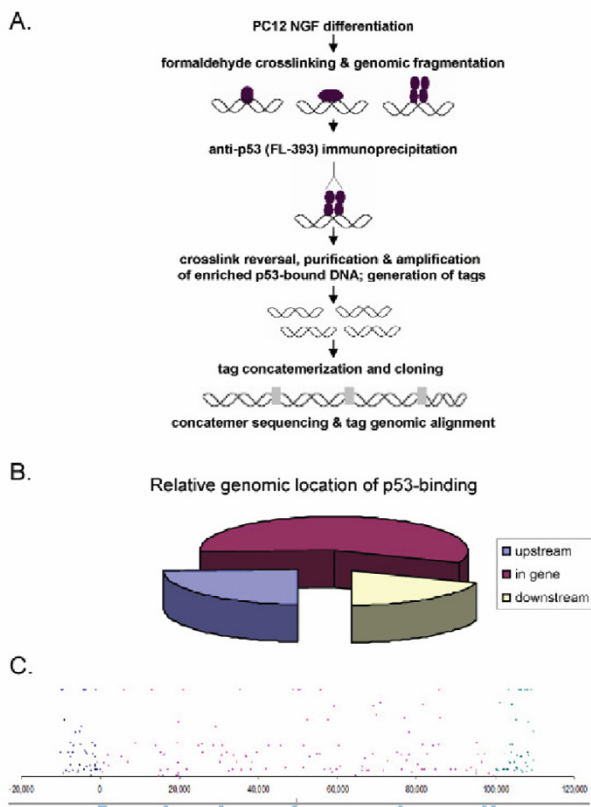 A.
PC12 NGF differentiation
formaldehyde crosslinking & genomic fragmentation
anti-p53 (FL-393) immunoprecipitation
crosslink reversal, purification & amplification
of enriched p53-bound DNA; generation of tags
tag concatemerization and cloning
concatemer sequencing & tag genomic alignment
B.
Relative genomic location of p53-binding
upstream
in gene
downstream
C.
-20,000 0 20,000 40,000 60,000 80,000 100,000 120,000